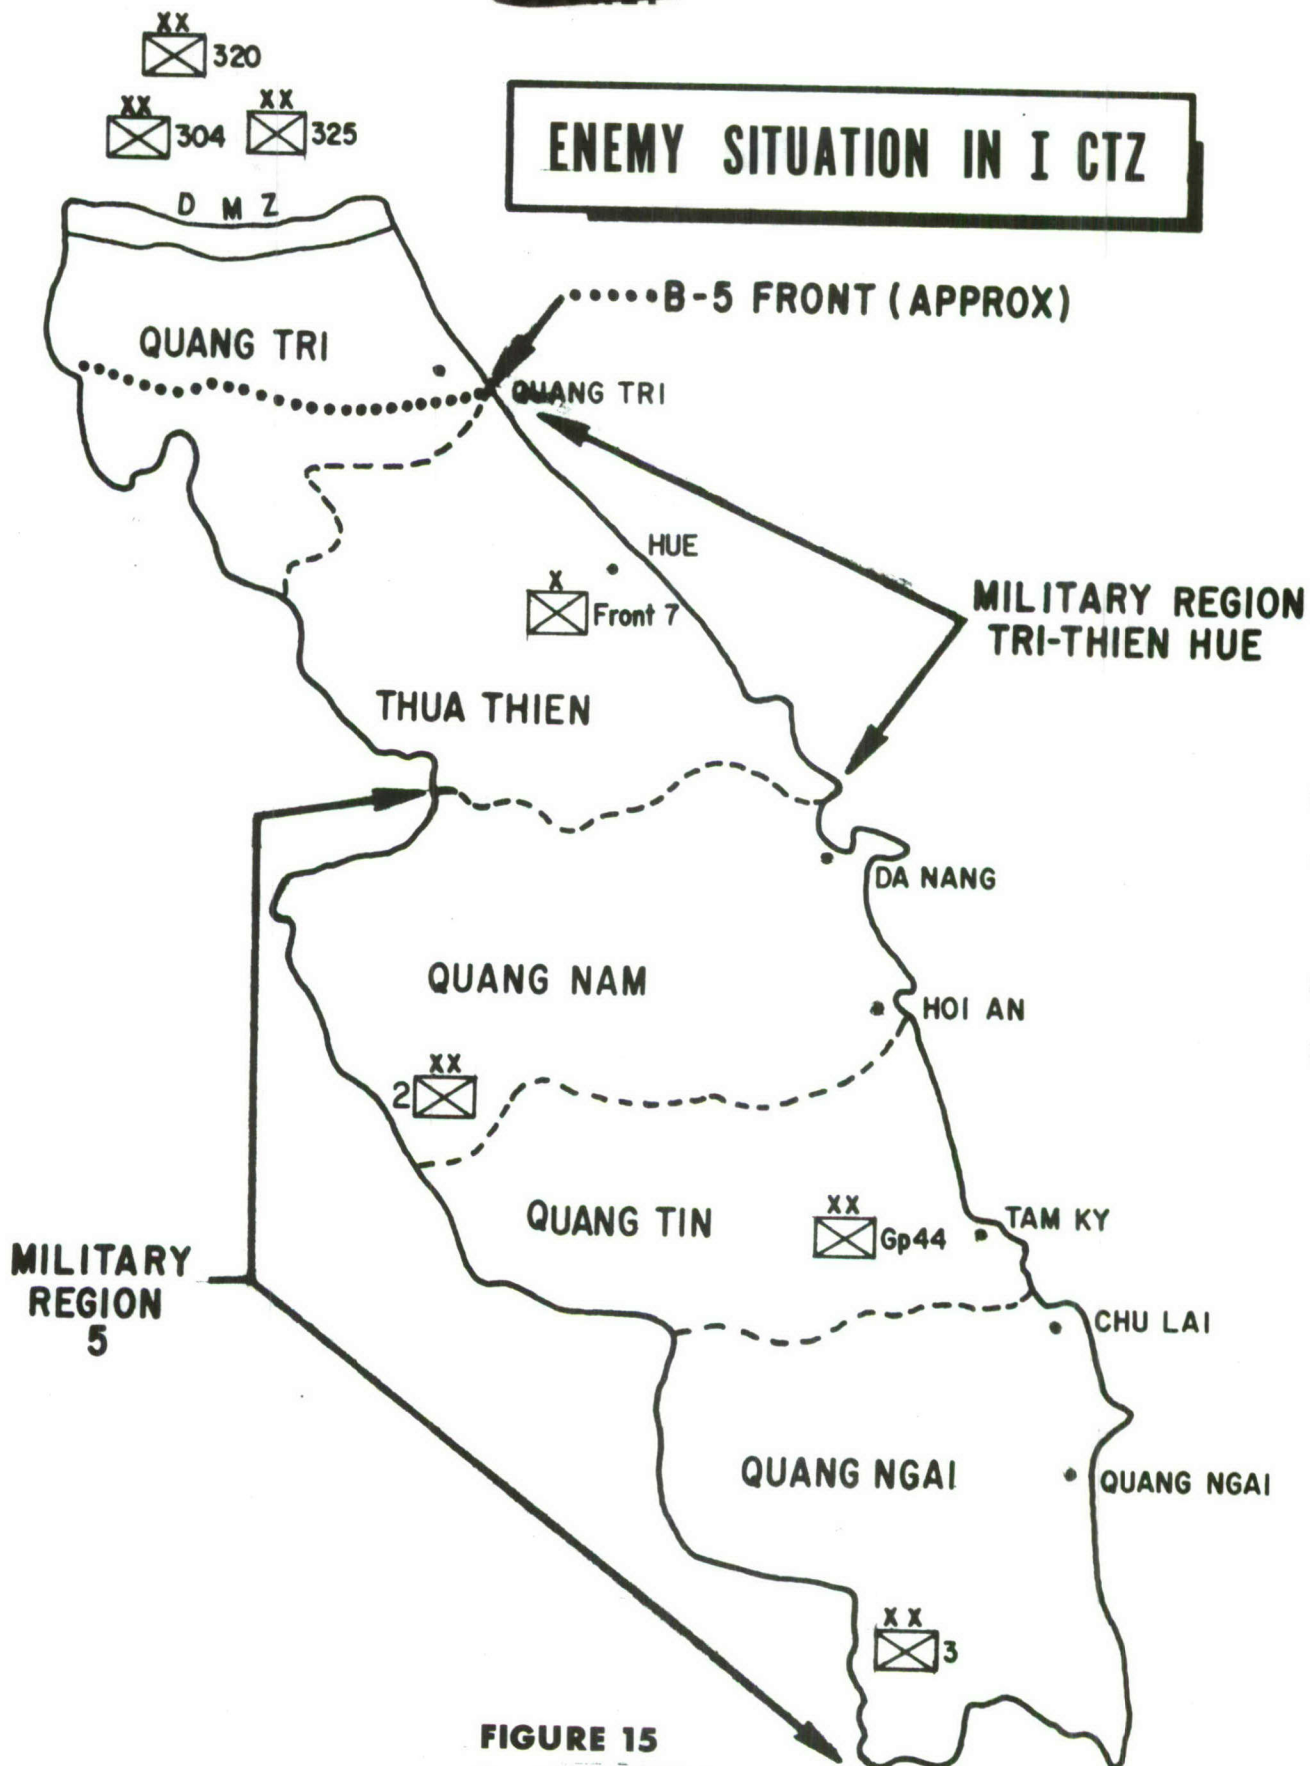 XX
320
XX
304
XX
325
ENEMY SITUATION IN I CTZ
D M Z
B-5 FRONT (APPROX)
QUANG TRI
QUANG TRI
HUE
X
Front 7
MILITARY REGION
TRI-THIEN HUE
THUA THIEN
DA NANG
QUANG NAM
HOI AN
XX
2
QUANG TIN
XX
Gp44
TAM KY
MILITARY
REGION
5
CHU LAI
QUANG NGAI
QUANG NGAI
XX
3
FIGURE 15